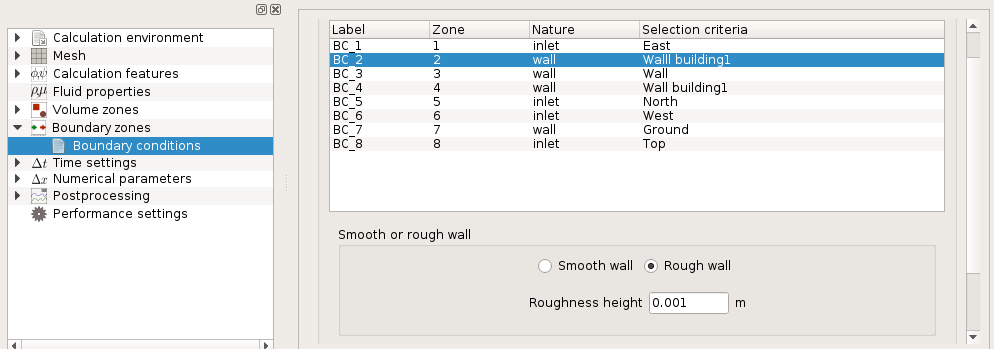 Calculation environment
Mesh
Calculation features
Fluid properties
Volume zones
Boundary zones
Boundary conditions
Δt Time settings
Δx Numerical parameters
Postprocessing
Performance settings
Label Zone Nature Selection criteria
BC_1 1 inlet East
BC_2 2 wall Walll building1
BC_3 3 wall Wall
BC_4 4 wall Wall building1
BC_5 5 inlet North
BC_6 6 inlet West
BC_7 7 wall Ground
BC_8 8 inlet Top
Smooth or rough wall
Smooth wall Rough wall
Roughness height 0.001 m